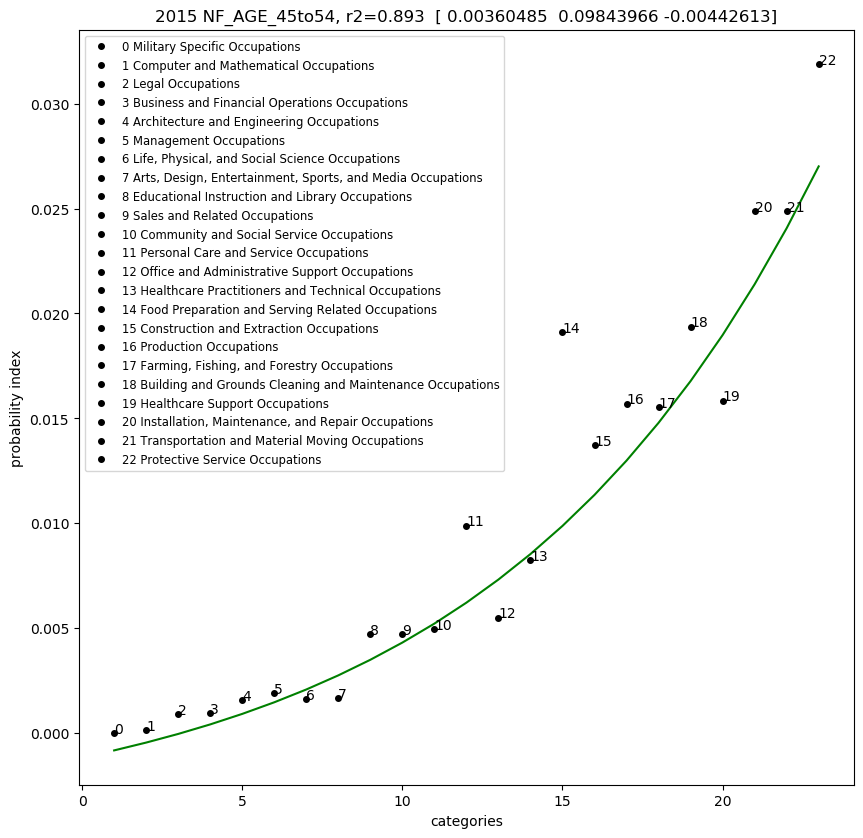 2015 NF_AGE_45to54, r2=0.893  [ 0.00360485  0.09843966 -0.00442613]
0 Military Specific Occupations
1 Computer and Mathematical Occupations
2 Legal Occupations
3 Business and Financial Operations Occupations
4 Architecture and Engineering Occupations
5 Management Occupations
6 Life, Physical, and Social Science Occupations
7 Arts, Design, Entertainment, Sports, and Media Occupations
8 Educational Instruction and Library Occupations
9 Sales and Related Occupations
10 Community and Social Service Occupations
11 Personal Care and Service Occupations
12 Office and Administrative Support Occupations
13 Healthcare Practitioners and Technical Occupations
14 Food Preparation and Serving Related Occupations
15 Construction and Extraction Occupations
16 Production Occupations
17 Farming, Fishing, and Forestry Occupations
18 Building and Grounds Cleaning and Maintenance Occupations
19 Healthcare Support Occupations
20 Installation, Maintenance, and Repair Occupations
21 Transportation and Material Moving Occupations
22 Protective Service Occupations
0.030
0.025
0.020
0.015
0.010
0.005
0.000
probability index
0
1
2
3
4
5
6
7
8
9
10
11
12
13
14
15
16
17
18
19
20
21
22
0
5
10
15
20
categories